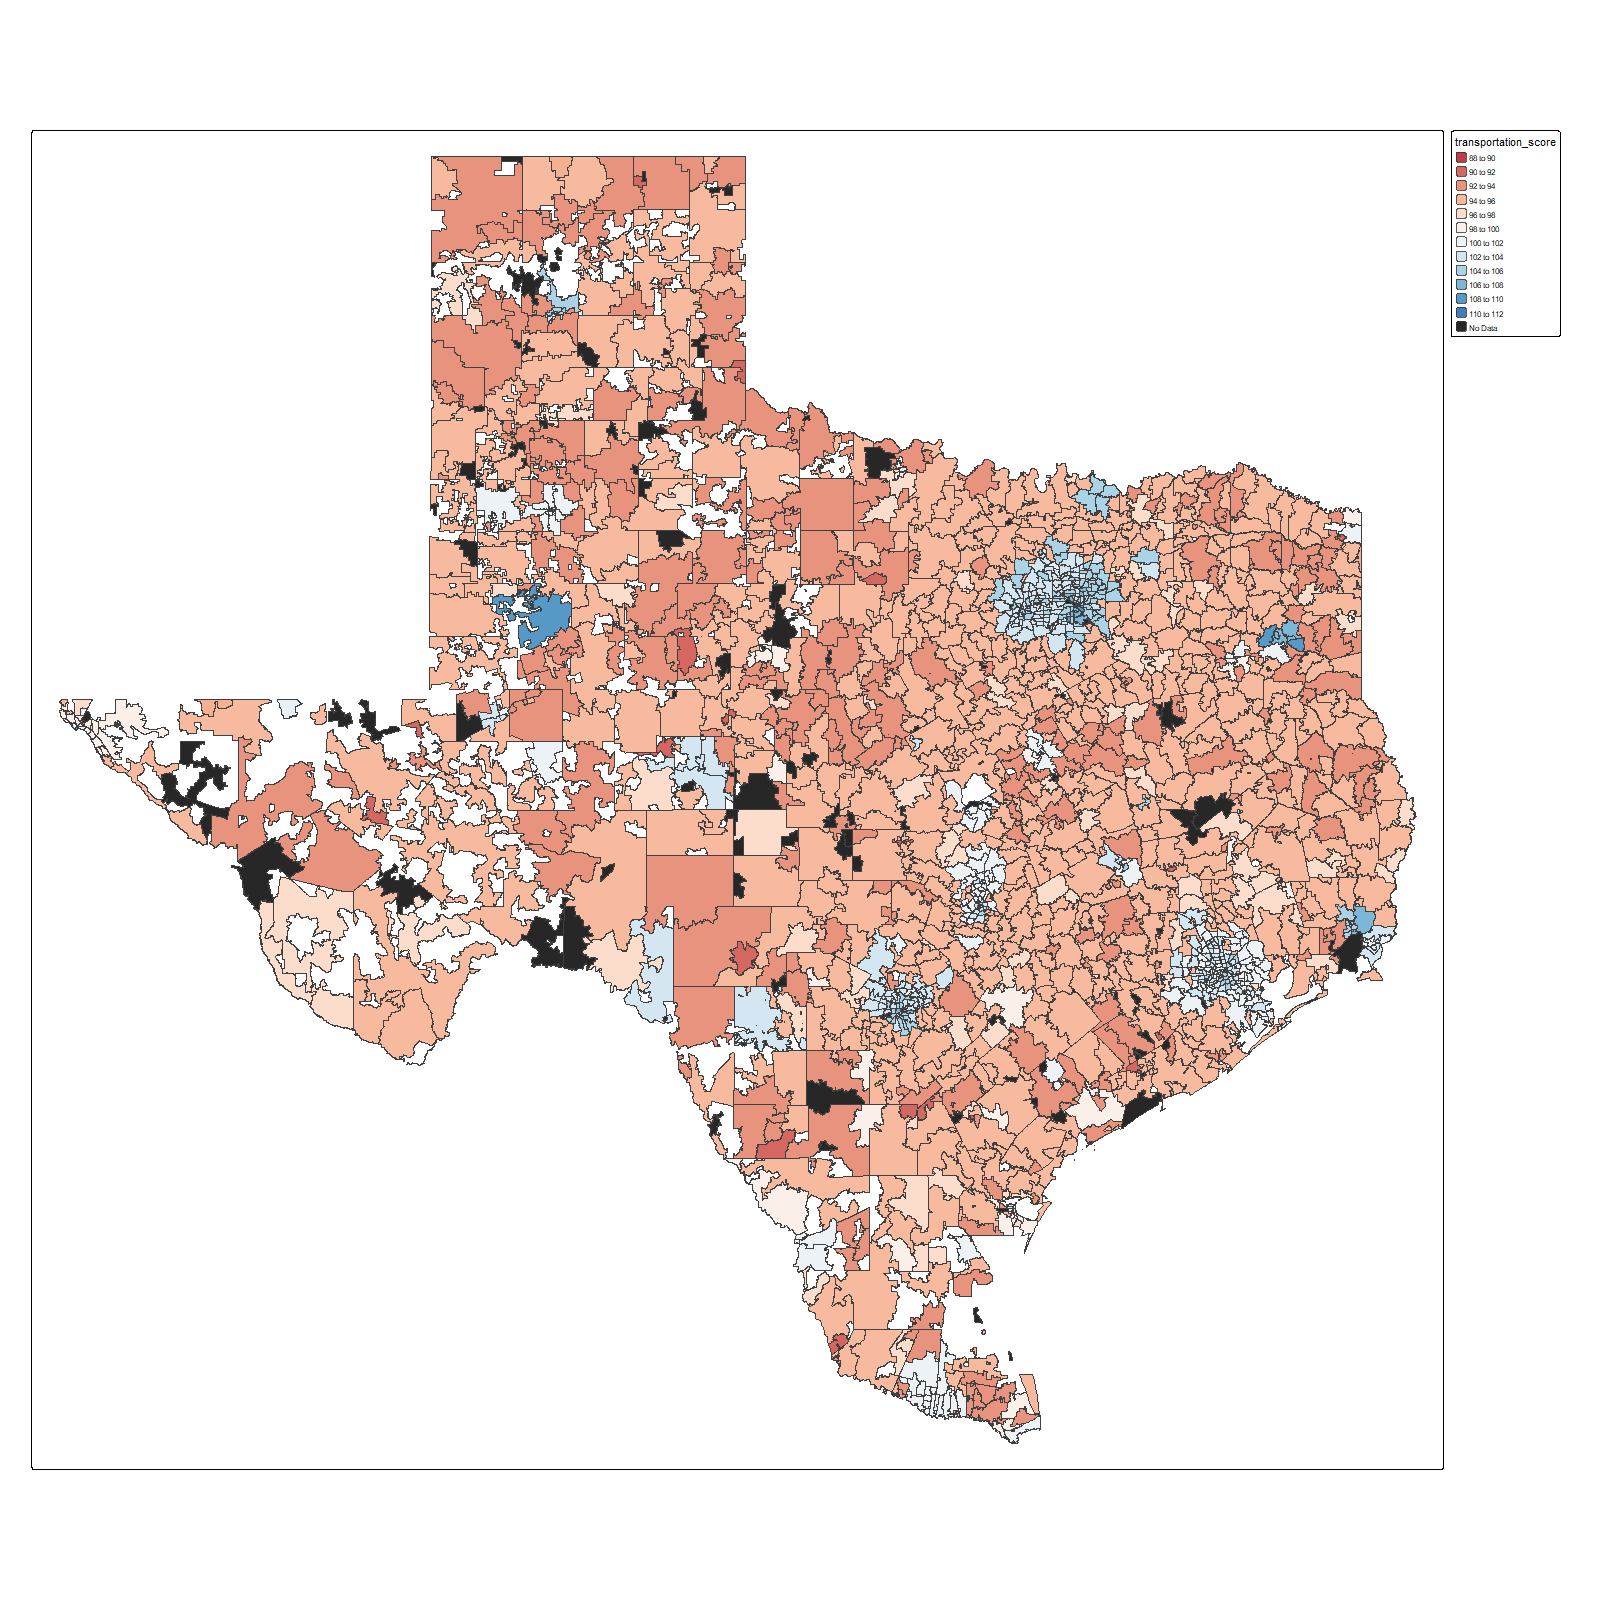 transportation_score
88 to 90
90 to 92
92 to 94
94 to 96
96 to 98
98 to 100
100 to 102
102 to 104
104 to 106
106 to 108
108 to 110
110 to 112
No Data